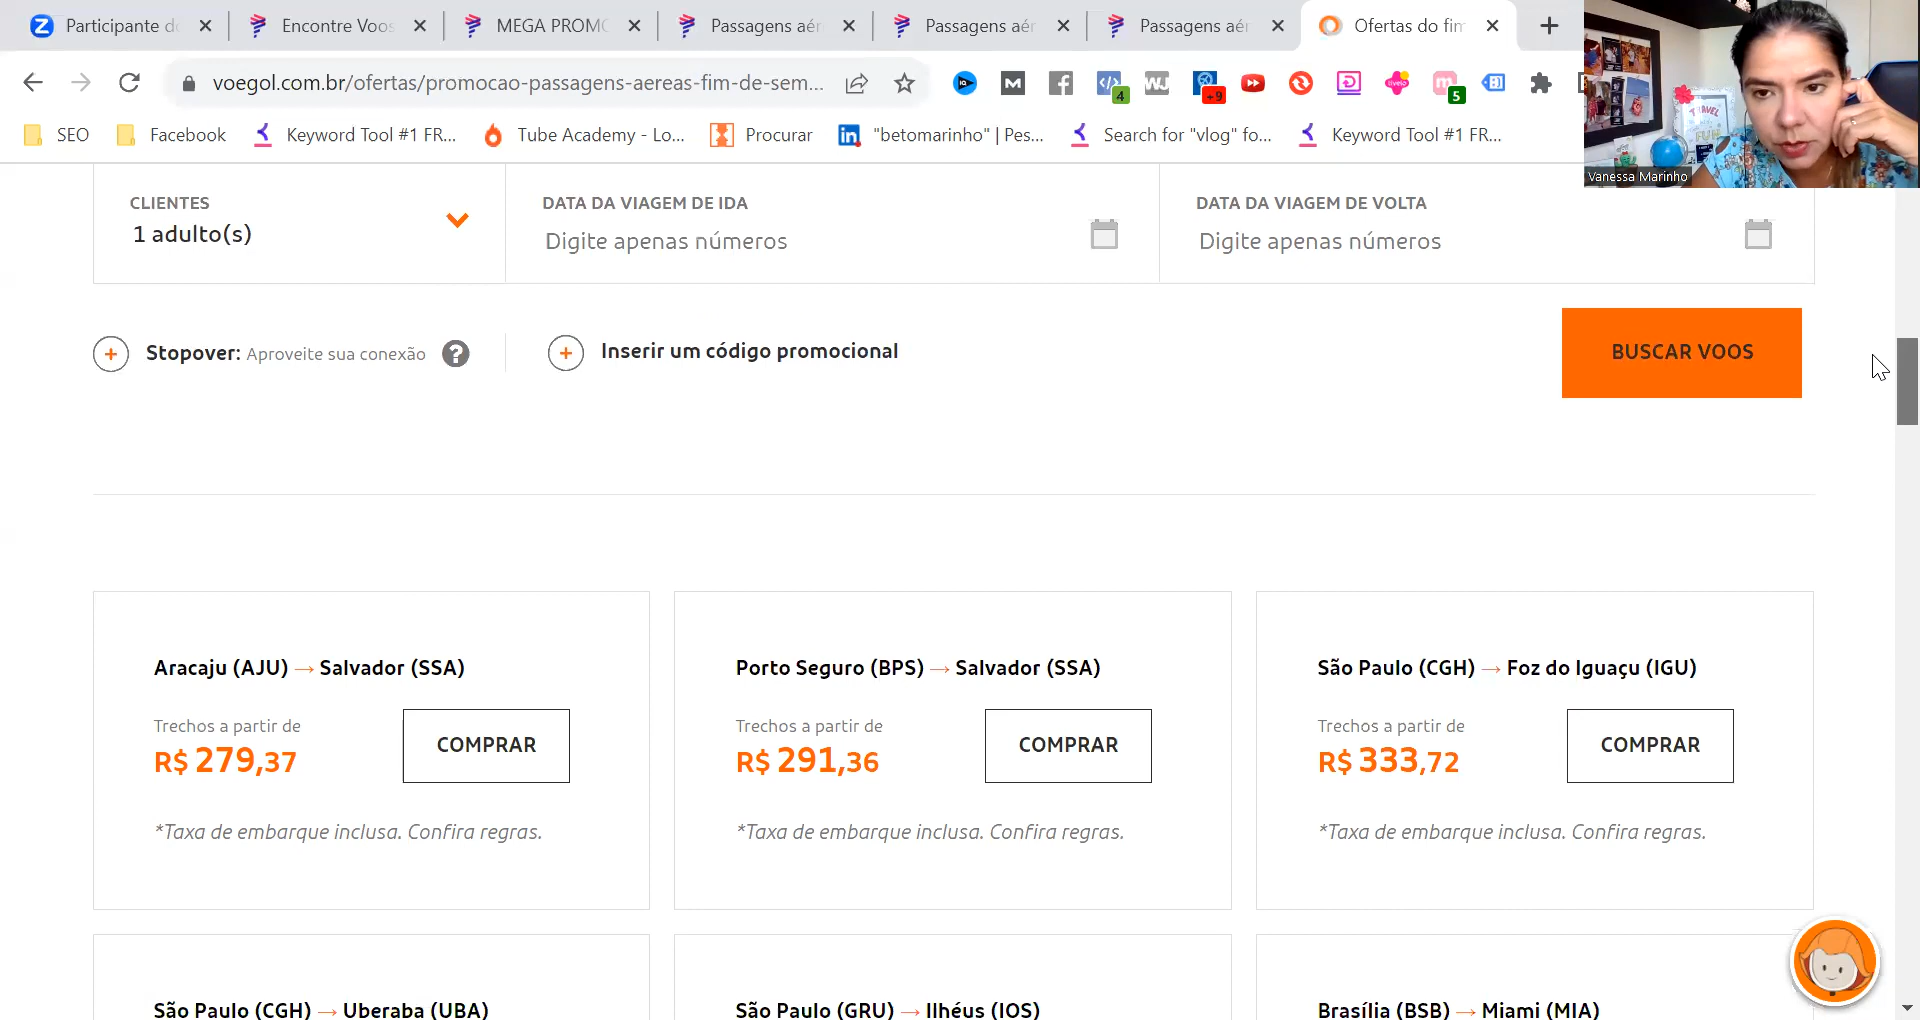 Participante d
Encontre Voos
MEGA PROMO
Passagens aér
Passagens aér
Passagens aér
Ofertas do fim
voegol.com.br/ofertas/promocao-passagens-aereas-fim-de-sem...
4
+9
5
SEO
Facebook
Keyword Tool #1 FR...
Tube Academy - Lo...
Procurar
"betomarinho" | Pes...
Search for "vlog" fo...
Keyword Tool #1 FR...
TRAVEL
FUN
Vanessa Marinho
CLIENTES
1 adulto(s)
DATA DA VIAGEM DE IDA
Digite apenas números
DATA DA VIAGEM DE VOLTA
Digite apenas números
Stopover: Aproveite sua conexão ?
Inserir um código promocional
BUSCAR VOOS
Aracaju (AJU) → Salvador (SSA)
Trechos a partir de
R$ 279,37
COMPRAR
*Taxa de embarque inclusa. Confira regras.
Porto Seguro (BPS) → Salvador (SSA)
Trechos a partir de
R$ 291,36
COMPRAR
*Taxa de embarque inclusa. Confira regras.
São Paulo (CGH) → Foz do Iguaçu (IGU)
Trechos a partir de
R$ 333,72
COMPRAR
*Taxa de embarque inclusa. Confira regras.
São Paulo (CGH) → Uberaba (UBA)
São Paulo (GRU) → Ilhéus (IOS)
Brasília (BSB) → Miami (MIA)